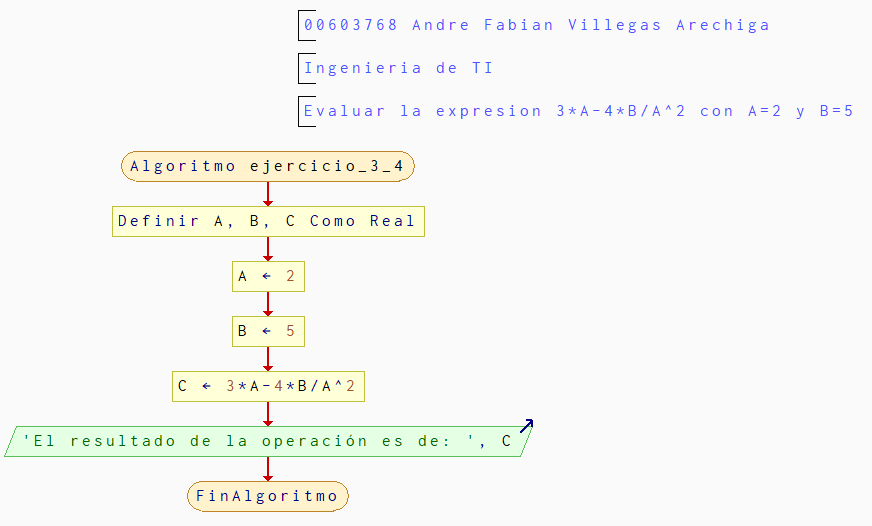 00603768 Andre Fabian Villegas Arechiga
Ingenieria de TI
Evaluar la expresion 3*A-4*B/A^2 con A=2 y B=5
Algoritmo ejercicio_3_4
Definir A, B, C Como Real
A ← 2
B ← 5
C ← 3*A-4*B/A^2
'El resultado de la operación es de: ', C
FinAlgoritmo